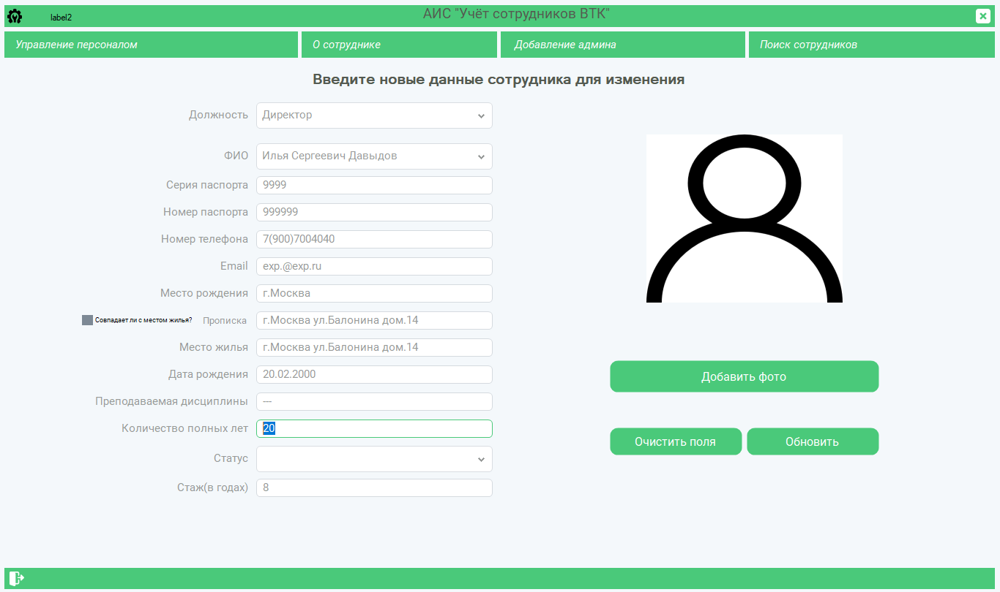 label2
АИС "Учёт сотрудников ВТК"
Управление персоналом
О сотруднике
Добавление админа
Поиск сотрудников
Введите новые данные сотрудника для изменения
Должность
Директор
ФИО
Илья Сергеевич Давыдов
Серия паспорта
9999
Номер паспорта
999999
Номер телефона
7(900)7004040
Email
exp.@exp.ru
Место рождения
г.Москва
Совпадает ли с местом жилья?
Прописка
г.Москва ул.Балонина дом.14
Место жилья
г.Москва ул.Балонина дом.14
Дата рождения
20.02.2000
Преподаваемая дисциплины
---
Количество полных лет
20
Статус
Стаж(в годах)
8
Добавить фото
Очистить поля
Обновить